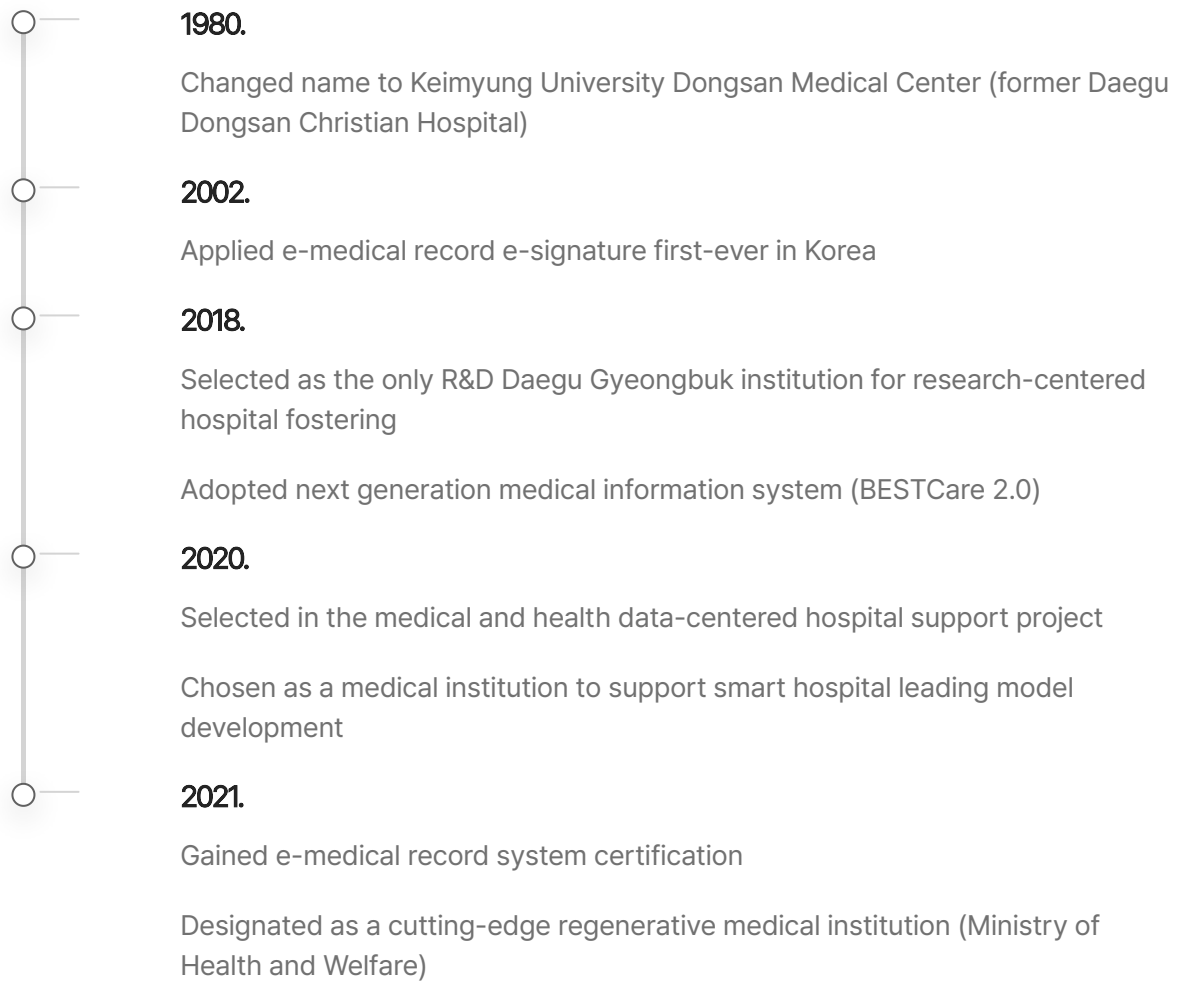 1980.
Changed name to Keimyung University Dongsan Medical Center (former Daegu
Dongsan Christian Hospital)
2002.
Applied e-medical record e-signature first-ever in Korea
2018.
Selected as the only R&D Daegu Gyeongbuk institution for research-centered
hospital fostering
Adopted next generation medical information system (BESTCare 2.0)
2020.
Selected in the medical and health data-centered hospital support project
Chosen as a medical institution to support smart hospital leading model
development
2021.
Gained e-medical record system certification
Designated as a cutting-edge regenerative medical institution (Ministry of
Health and Welfare)